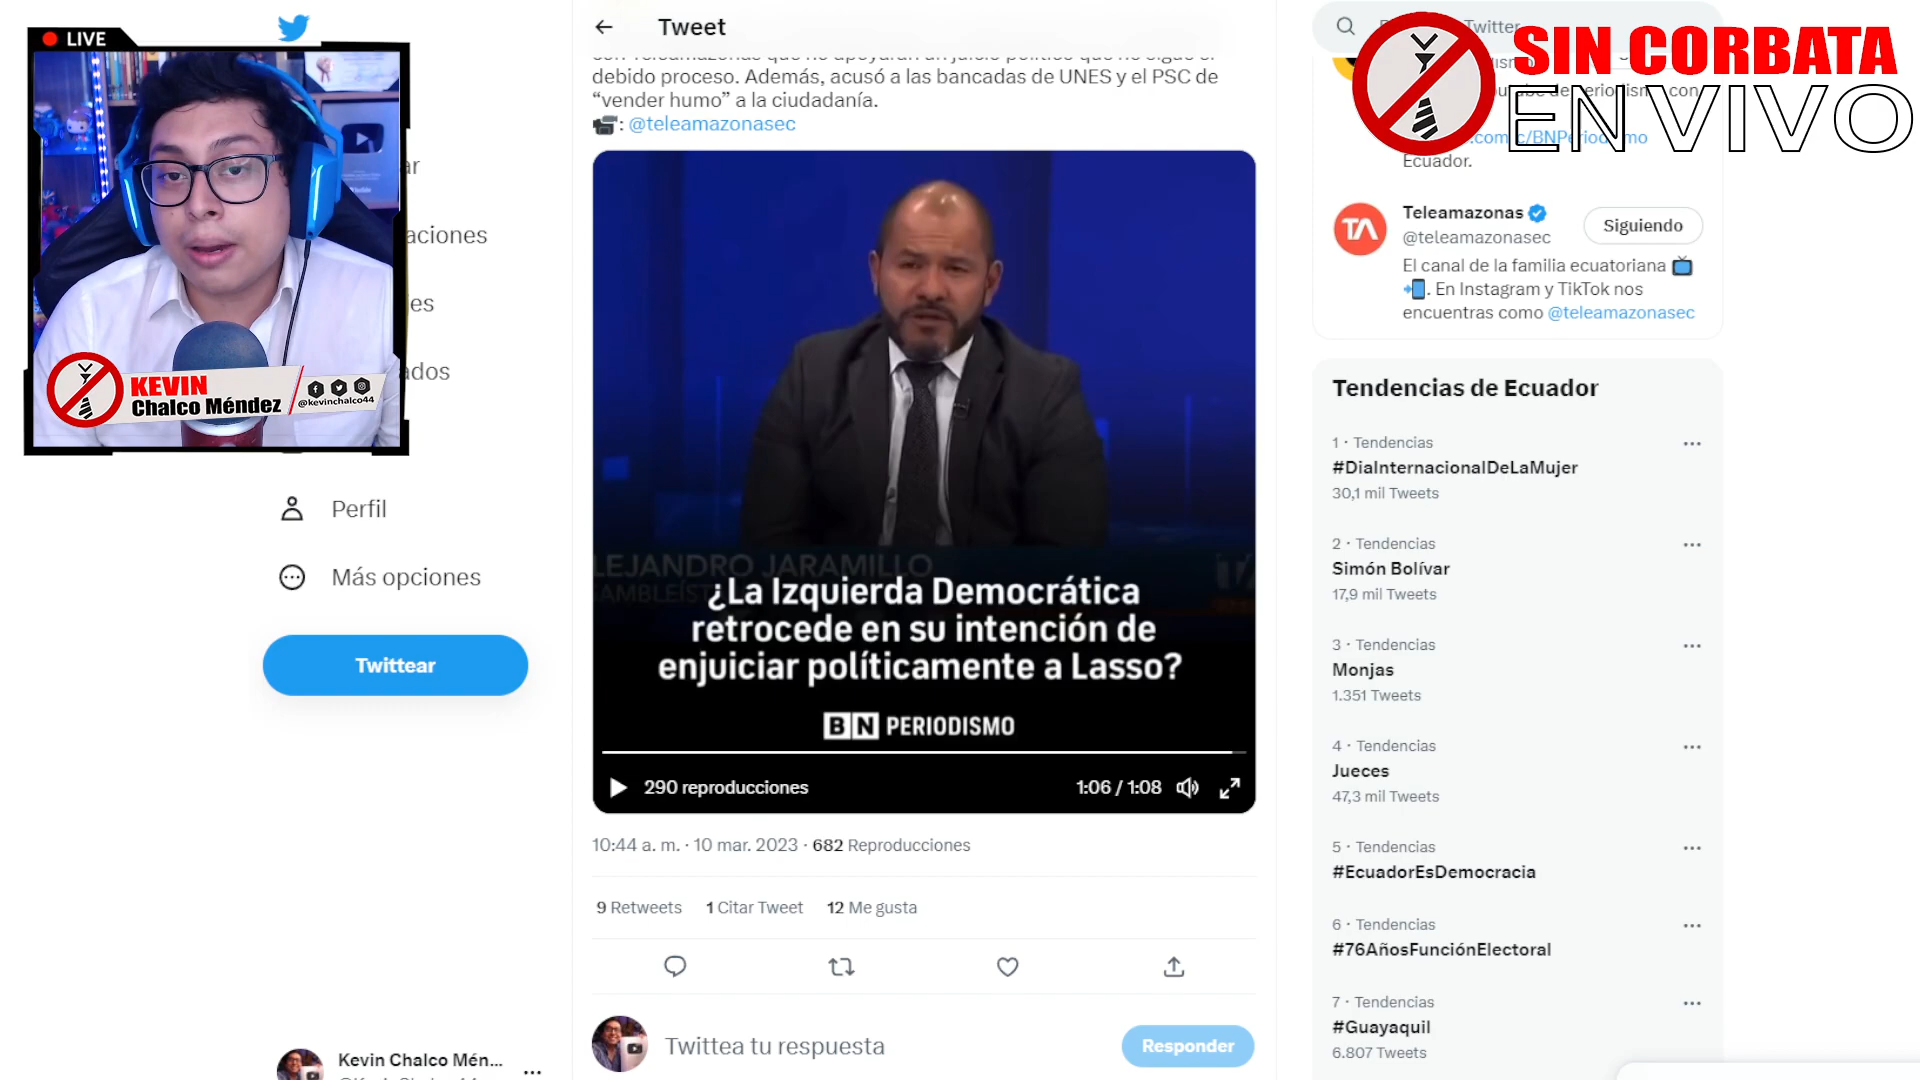 LIVE
KEVIN
Chalco Méndez
@kevinchalco44
aciones
es
ados
Perfil
Más opciones
Twittear
Kevin Chalco Mén...
Tweet
debido proceso. Además, acusó a las bancadas de UNES y el PSC de
“vender humo” a la ciudadanía.
: @teleamazonasec
LEJANDRO JARAMILLO
¿La Izquierda Democrática
retrocede en su intención de
enjuiciar políticamente a Lasso?
BN PERIODISMO
290 reproducciones
1:06 / 1:08
10:44 a. m. · 10 mar. 2023 · 682 Reproducciones
9 Retweets 1 Citar Tweet 12 Me gusta
Twittea tu respuesta
Responder
Twitter
SIN CORBATA
EN VIVO
Ecuador.
TA
Teleamazonas
@teleamazonasec
Siguiendo
El canal de la familia ecuatoriana
. En Instagram y TikTok nos
encuentras como @teleamazonasec
Tendencias de Ecuador
1 · Tendencias
#DiaInternacionalDeLaMujer
30,1 mil Tweets
2 · Tendencias
Simón Bolívar
17,9 mil Tweets
3 · Tendencias
Monjas
1.351 Tweets
4 · Tendencias
Jueces
47,3 mil Tweets
5 · Tendencias
#EcuadorEsDemocracia
6 · Tendencias
#76AñosFunciónElectoral
7 · Tendencias
#Guayaquil
6.807 Tweets